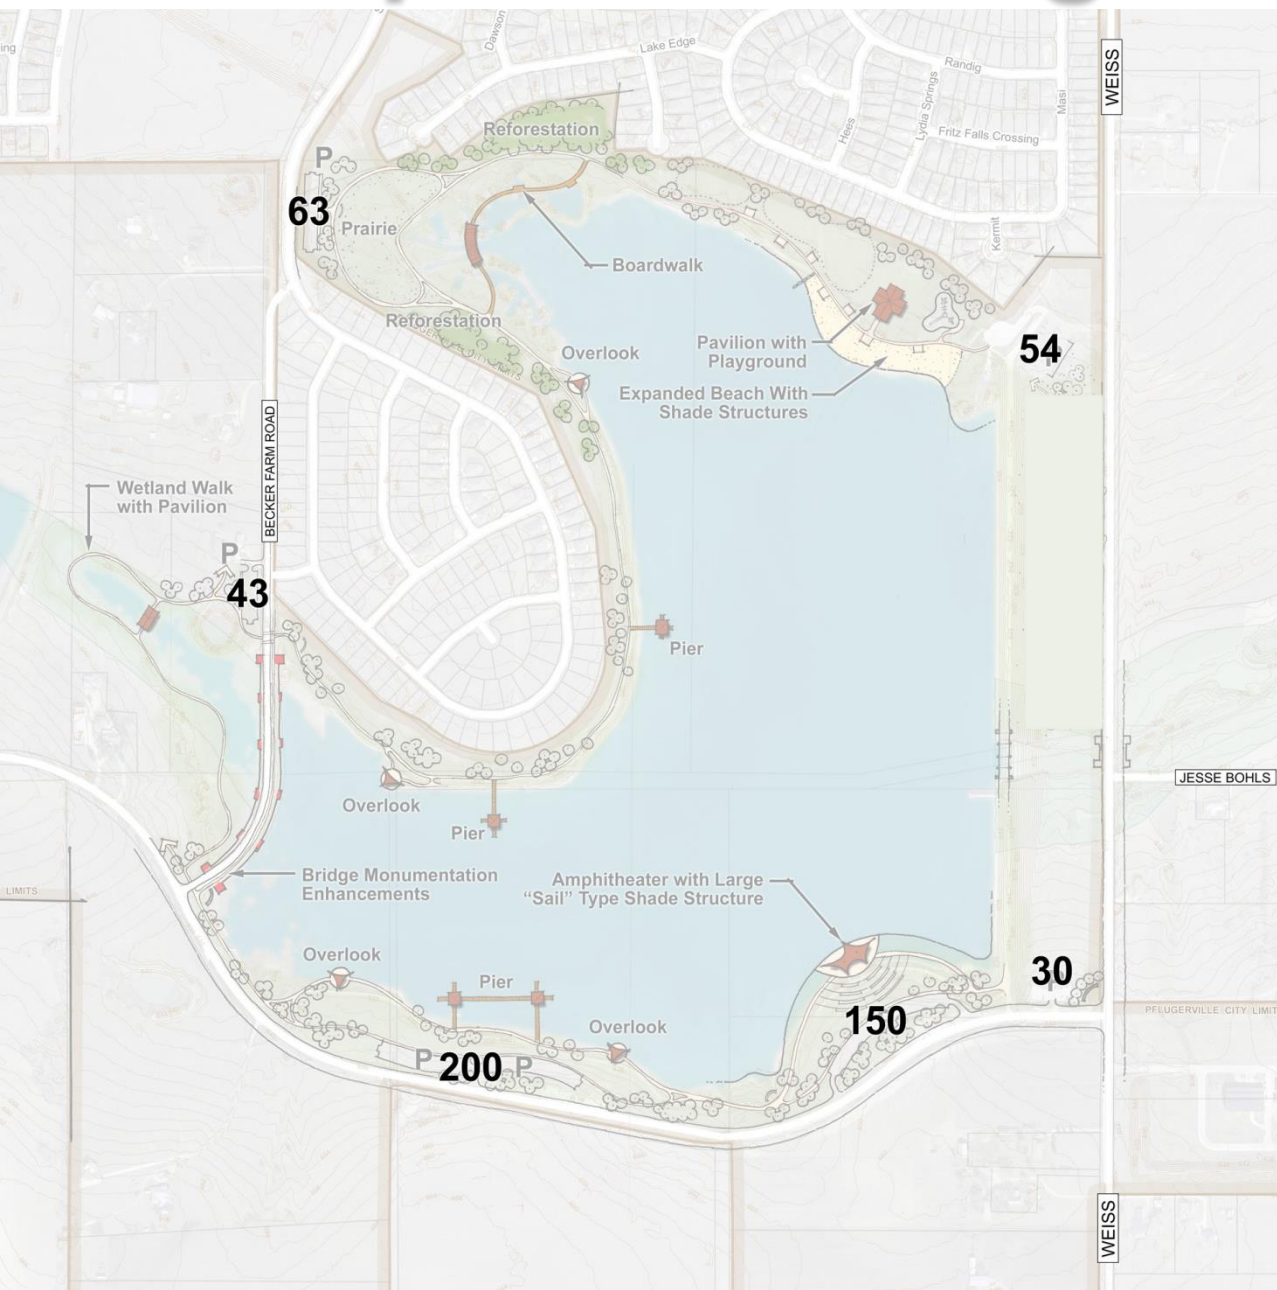 Dawson
Lake Edge
Randig
WEISS
Masi
Lydia Springs
Hees
Fritz Falls Crossing
Reforestation
P
63
Prairie
Kermit
Boardwalk
Reforestation
Pavilion with
Playground
54
Overlook
Expanded Beach With
Shade Structures
BECKER FARM ROAD
Wetland Walk
with Pavilion
P
43
Pier
JESSE BOHLS
Overlook
Pier
Bridge Monumentation
Enhancements
Amphitheater with Large
“Sail” Type Shade Structure
LIMITS
Overlook
Pier
30
PFLUGERVILLE CITY LIMIT
150
Overlook
P
200
P
WEISS